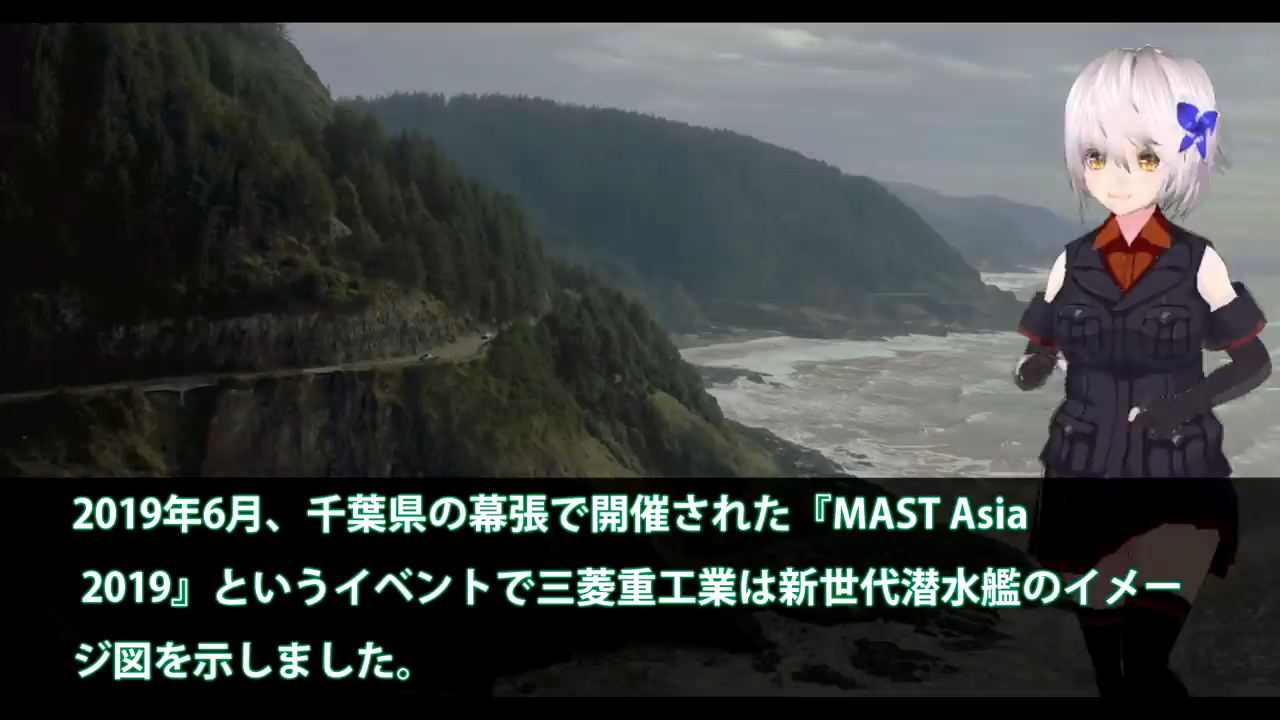 2019年6月、千葉県の幕張で開催された『MAST Asia
2019』というイベントで三菱重工業は新世代潜水艦のイメー
ジ図を示しました。